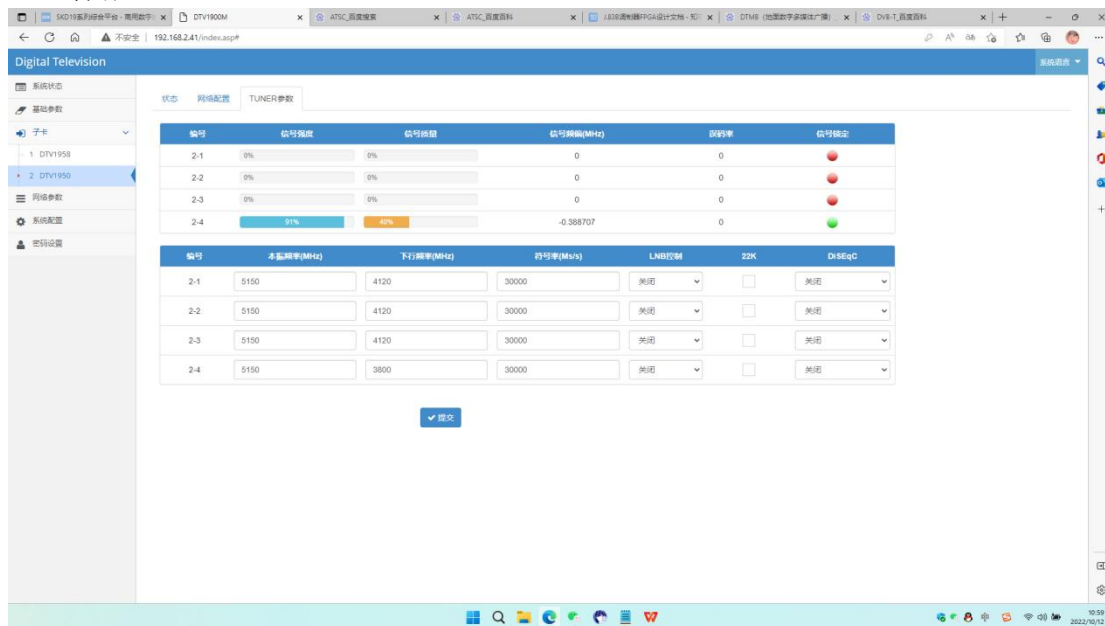 SKD19系列综合平台 - 商用数字
DTV1900M
ATSC_百度搜索
ATSC_百度百科
J.83B调制器FPGA设计文档 - 知
DTMB（地面数字多媒体广播）
DVB-T_百度百科
不安全 192.168.2.41/index.asp#
Digital Television
系统语言
系统状态
基础参数
子卡
1 DTV1958
2 DTV1950
网络参数
系统配置
密码设置
状态 网络配置 TUNER参数
编号 信号强度 信号质量 信号频偏(MHz) 误码率 信号锁定
2-1 0% 0% 0 0
2-2 0% 0% 0 0
2-3 0% 0% 0 0
2-4 91% 40% -0.388707 0
编号 本振频率(MHz) 下行频率(MHz) 符号率(Ms/s) LNB控制 22K DiSEqC
2-1 5150 4120 30000 关闭 关闭
2-2 5150 4120 30000 关闭 关闭
2-3 5150 4120 30000 关闭 关闭
2-4 5150 3800 30000 关闭 关闭
提交
中
10:59
2022/10/12